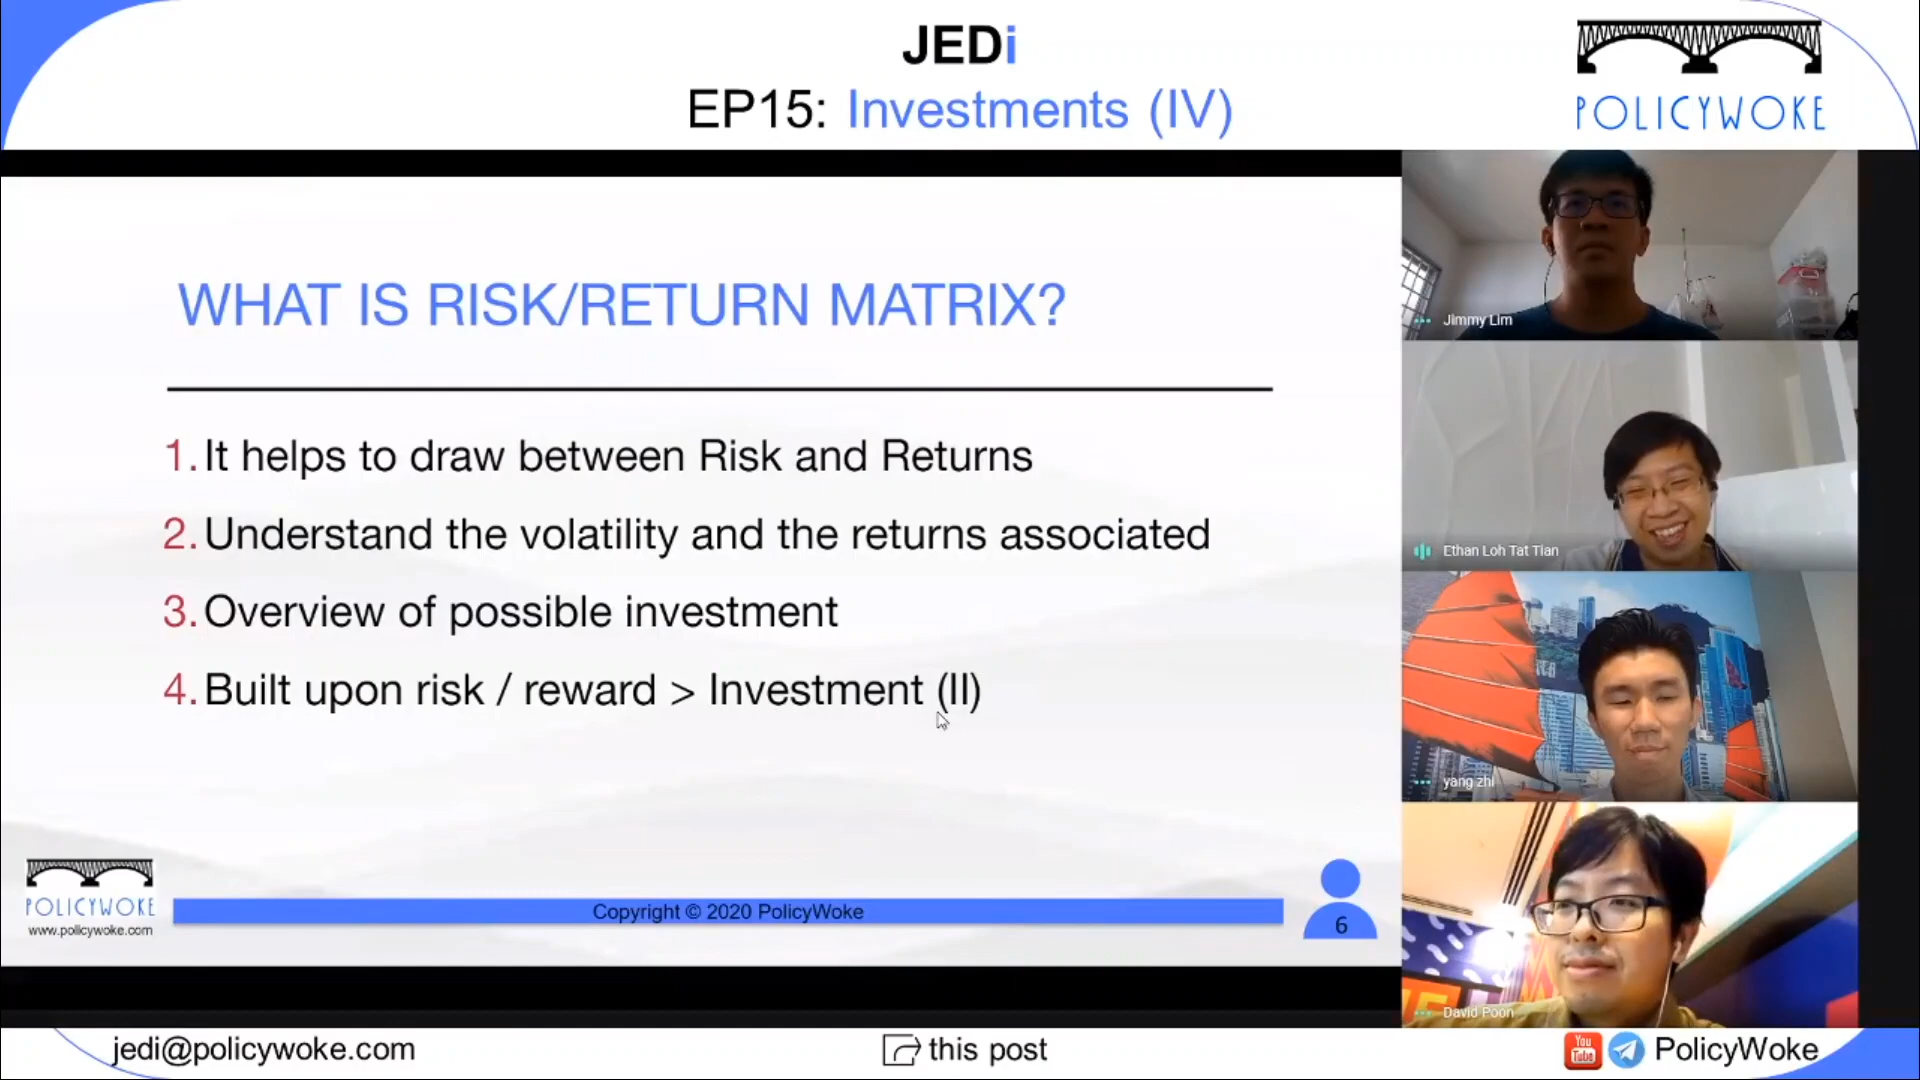 JEDi
EP15: Investments (IV)
POLICYWOKE
WHAT IS RISK/RETURN MATRIX?
1. It helps to draw between Risk and Returns
2. Understand the volatility and the returns associated
3. Overview of possible investment
4. Built upon risk / reward > Investment (II)
POLICYWOKE
www.policywoke.com
Copyright © 2020 PolicyWoke
6
Jimmy Lim
Ethan Loh Tat Tian
yang zhi
David Poon
jedi@policywoke.com
this post
You
Tube
PolicyWoke